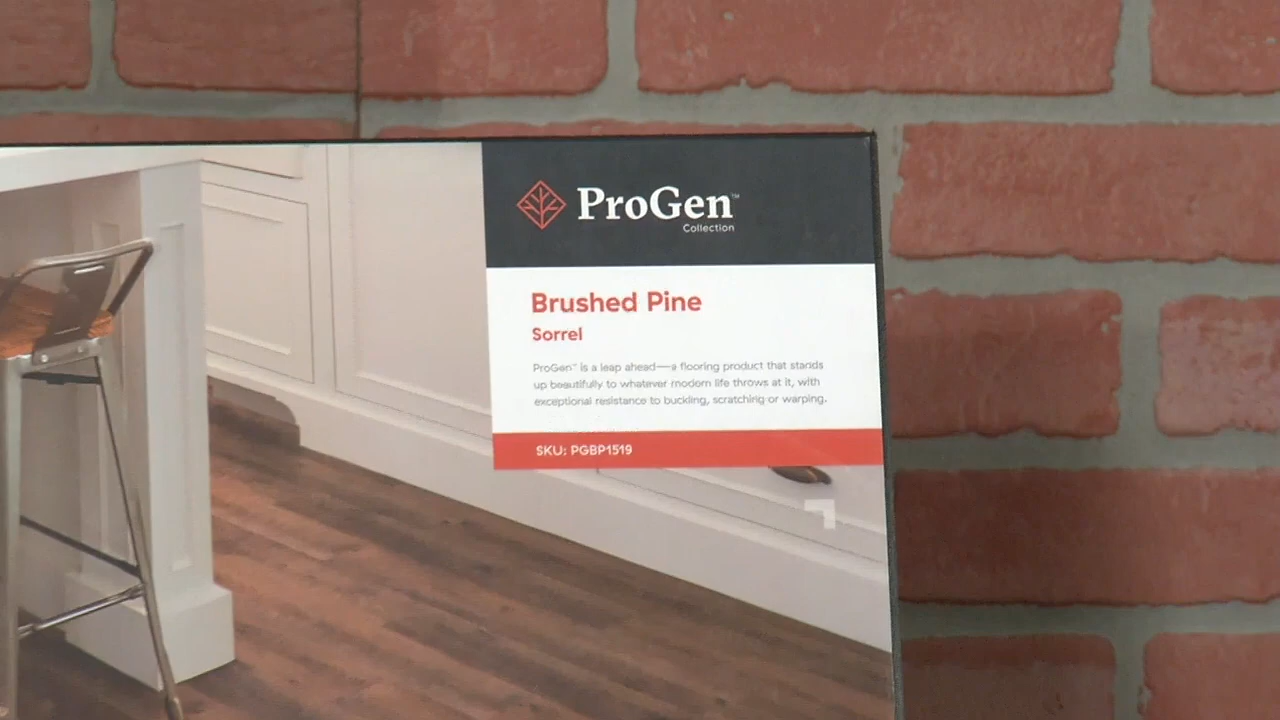 ProGen™
Collection
Brushed Pine
Sorrel
ProGen™ is a leap ahead—a flooring product that stands
up beautifully to whatever modern life throws at it, with
exceptional resistance to buckling, scratching or warping.
SKU: PGBP1519